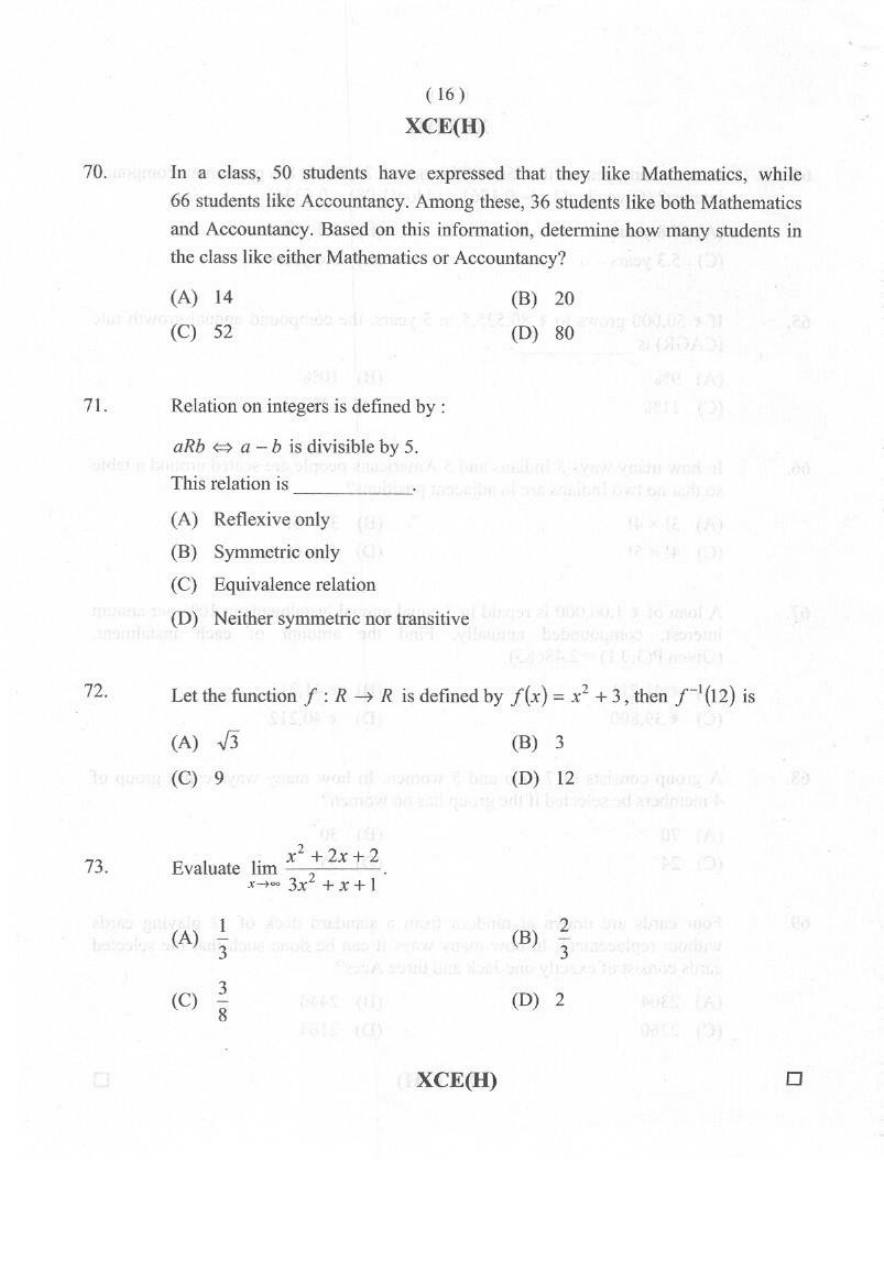 ( 16 )
XCE(H)
70. In a class, 50 students have expressed that they like Mathematics, while
66 students like Accountancy. Among these, 36 students like both Mathematics
and Accountancy. Based on this information, determine how many students in
the class like either Mathematics or Accountancy?
(A) 14 (B) 20
(C) 52 (D) 80
71. Relation on integers is defined by :
aRb ⇔ a − b is divisible by 5.
This relation is ____________.
(A) Reflexive only
(B) Symmetric only
(C) Equivalence relation
(D) Neither symmetric nor transitive
72. Let the function f : R → R is defined by f(x) = x² + 3, then f⁻¹(12) is
(A) √3 (B) 3
(C) 9 (D) 12
73. Evaluate lim x→∞ (x² + 2x + 2)/(3x² + x + 1).
(A) 1/3 (B) 2/3
(C) 3/8 (D) 2
XCE(H)